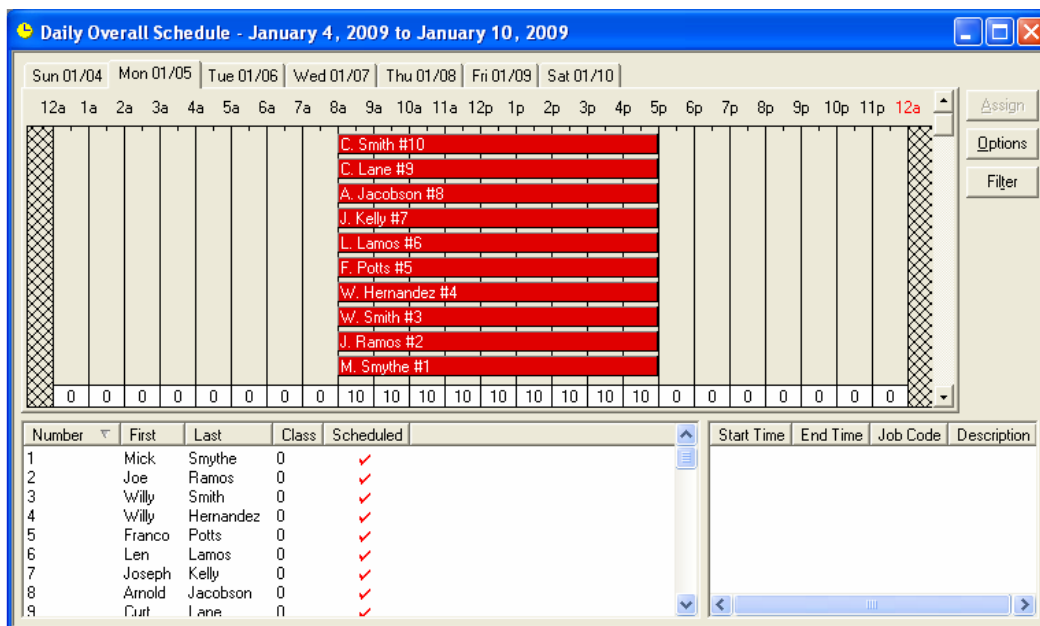 Daily Overall Schedule - January 4, 2009 to January 10, 2009
Sun 01/04 Mon 01/05 Tue 01/06 Wed 01/07 Thu 01/08 Fri 01/09 Sat 01/10
12a 1a 2a 3a 4a 5a 6a 7a 8a 9a 10a 11a 12p 1p 2p 3p 4p 5p 6p 7p 8p 9p 10p 11p 12a
Assign
Options
Filter
C. Smith #10
C. Lane #9
A. Jacobson #8
J. Kelly #7
L. Lamos #6
F. Potts #5
W. Hernandez #4
W. Smith #3
J. Ramos #2
M. Smythe #1
0 0 0 0 0 0 0 0 10 10 10 10 10 10 10 10 10 0 0 0 0 0 0 0
Number First Last Class Scheduled
1 Mick Smythe 0
2 Joe Ramos 0
3 Willy Smith 0
4 Willy Hernandez 0
5 Franco Potts 0
6 Len Lamos 0
7 Joseph Kelly 0
8 Arnold Jacobson 0
9 Curt Lane 0
Start Time End Time Job Code Description